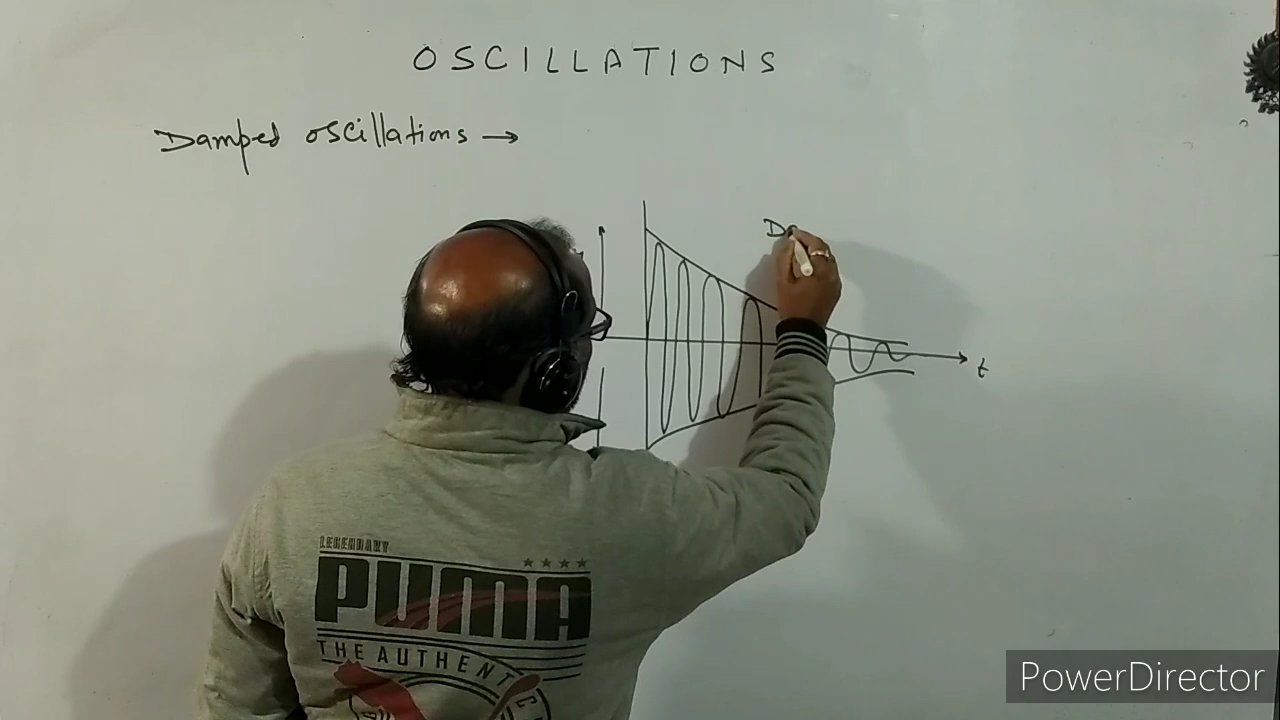 OSCILLATIONS
Damped oscillations →
D
t
LEGENDARY
PUMA
THE AUTHENTIC
PowerDirector